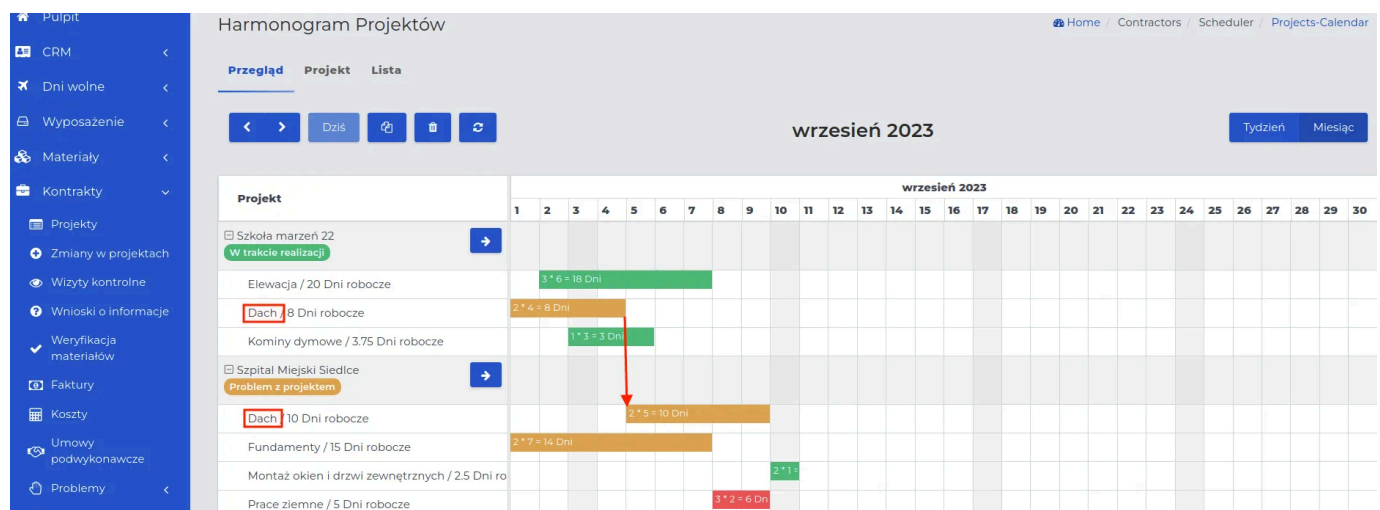 Pulpit
CRM
Dni wolne
Wyposażenie
Materiały
Kontrakty
Projekty
Zmiany w projektach
Wizyty kontrolne
Wnioski o informacje
Weryfikacja
materiałów
Faktury
Koszty
Umowy
podwykonawcze
Problemy
Harmonogram Projektów
Home / Contractors / Scheduler / Projects-Calendar
Przegląd Projekt Lista
Dziś
wrzesień 2023
Tydzień Miesiąc
Projekt
wrzesień 2023
1 2 3 4 5 6 7 8 9 10 11 12 13 14 15 16 17 18 19 20 21 22 23 24 25 26 27 28 29 30
Szkoła marzeń 22
W trakcie realizacji
Elewacja / 20 Dni robocze
3 * 6 = 18 Dni
Dach / 8 Dni robocze
2 * 4 = 8 Dni
Kominy dymowe / 3.75 Dni robocze
1 * 3 = 3 Dni
Szpital Miejski Siedlce
Problem z projektem
Dach / 10 Dni robocze
2 * 5 = 10 Dni
Fundamenty / 15 Dni robocze
2 * 7 = 14 Dni
Montaż okien i drzwi zewnętrznych / 2.5 Dni ro
2 * 1 =
Prace ziemne / 5 Dni robocze
3 * 2 = 6 Dn